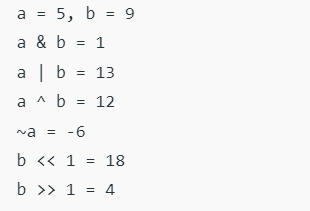 a = 5, b = 9
a & b = 1
a | b = 13
a ^ b = 12
~a = -6
b << 1 = 18
b >> 1 = 4